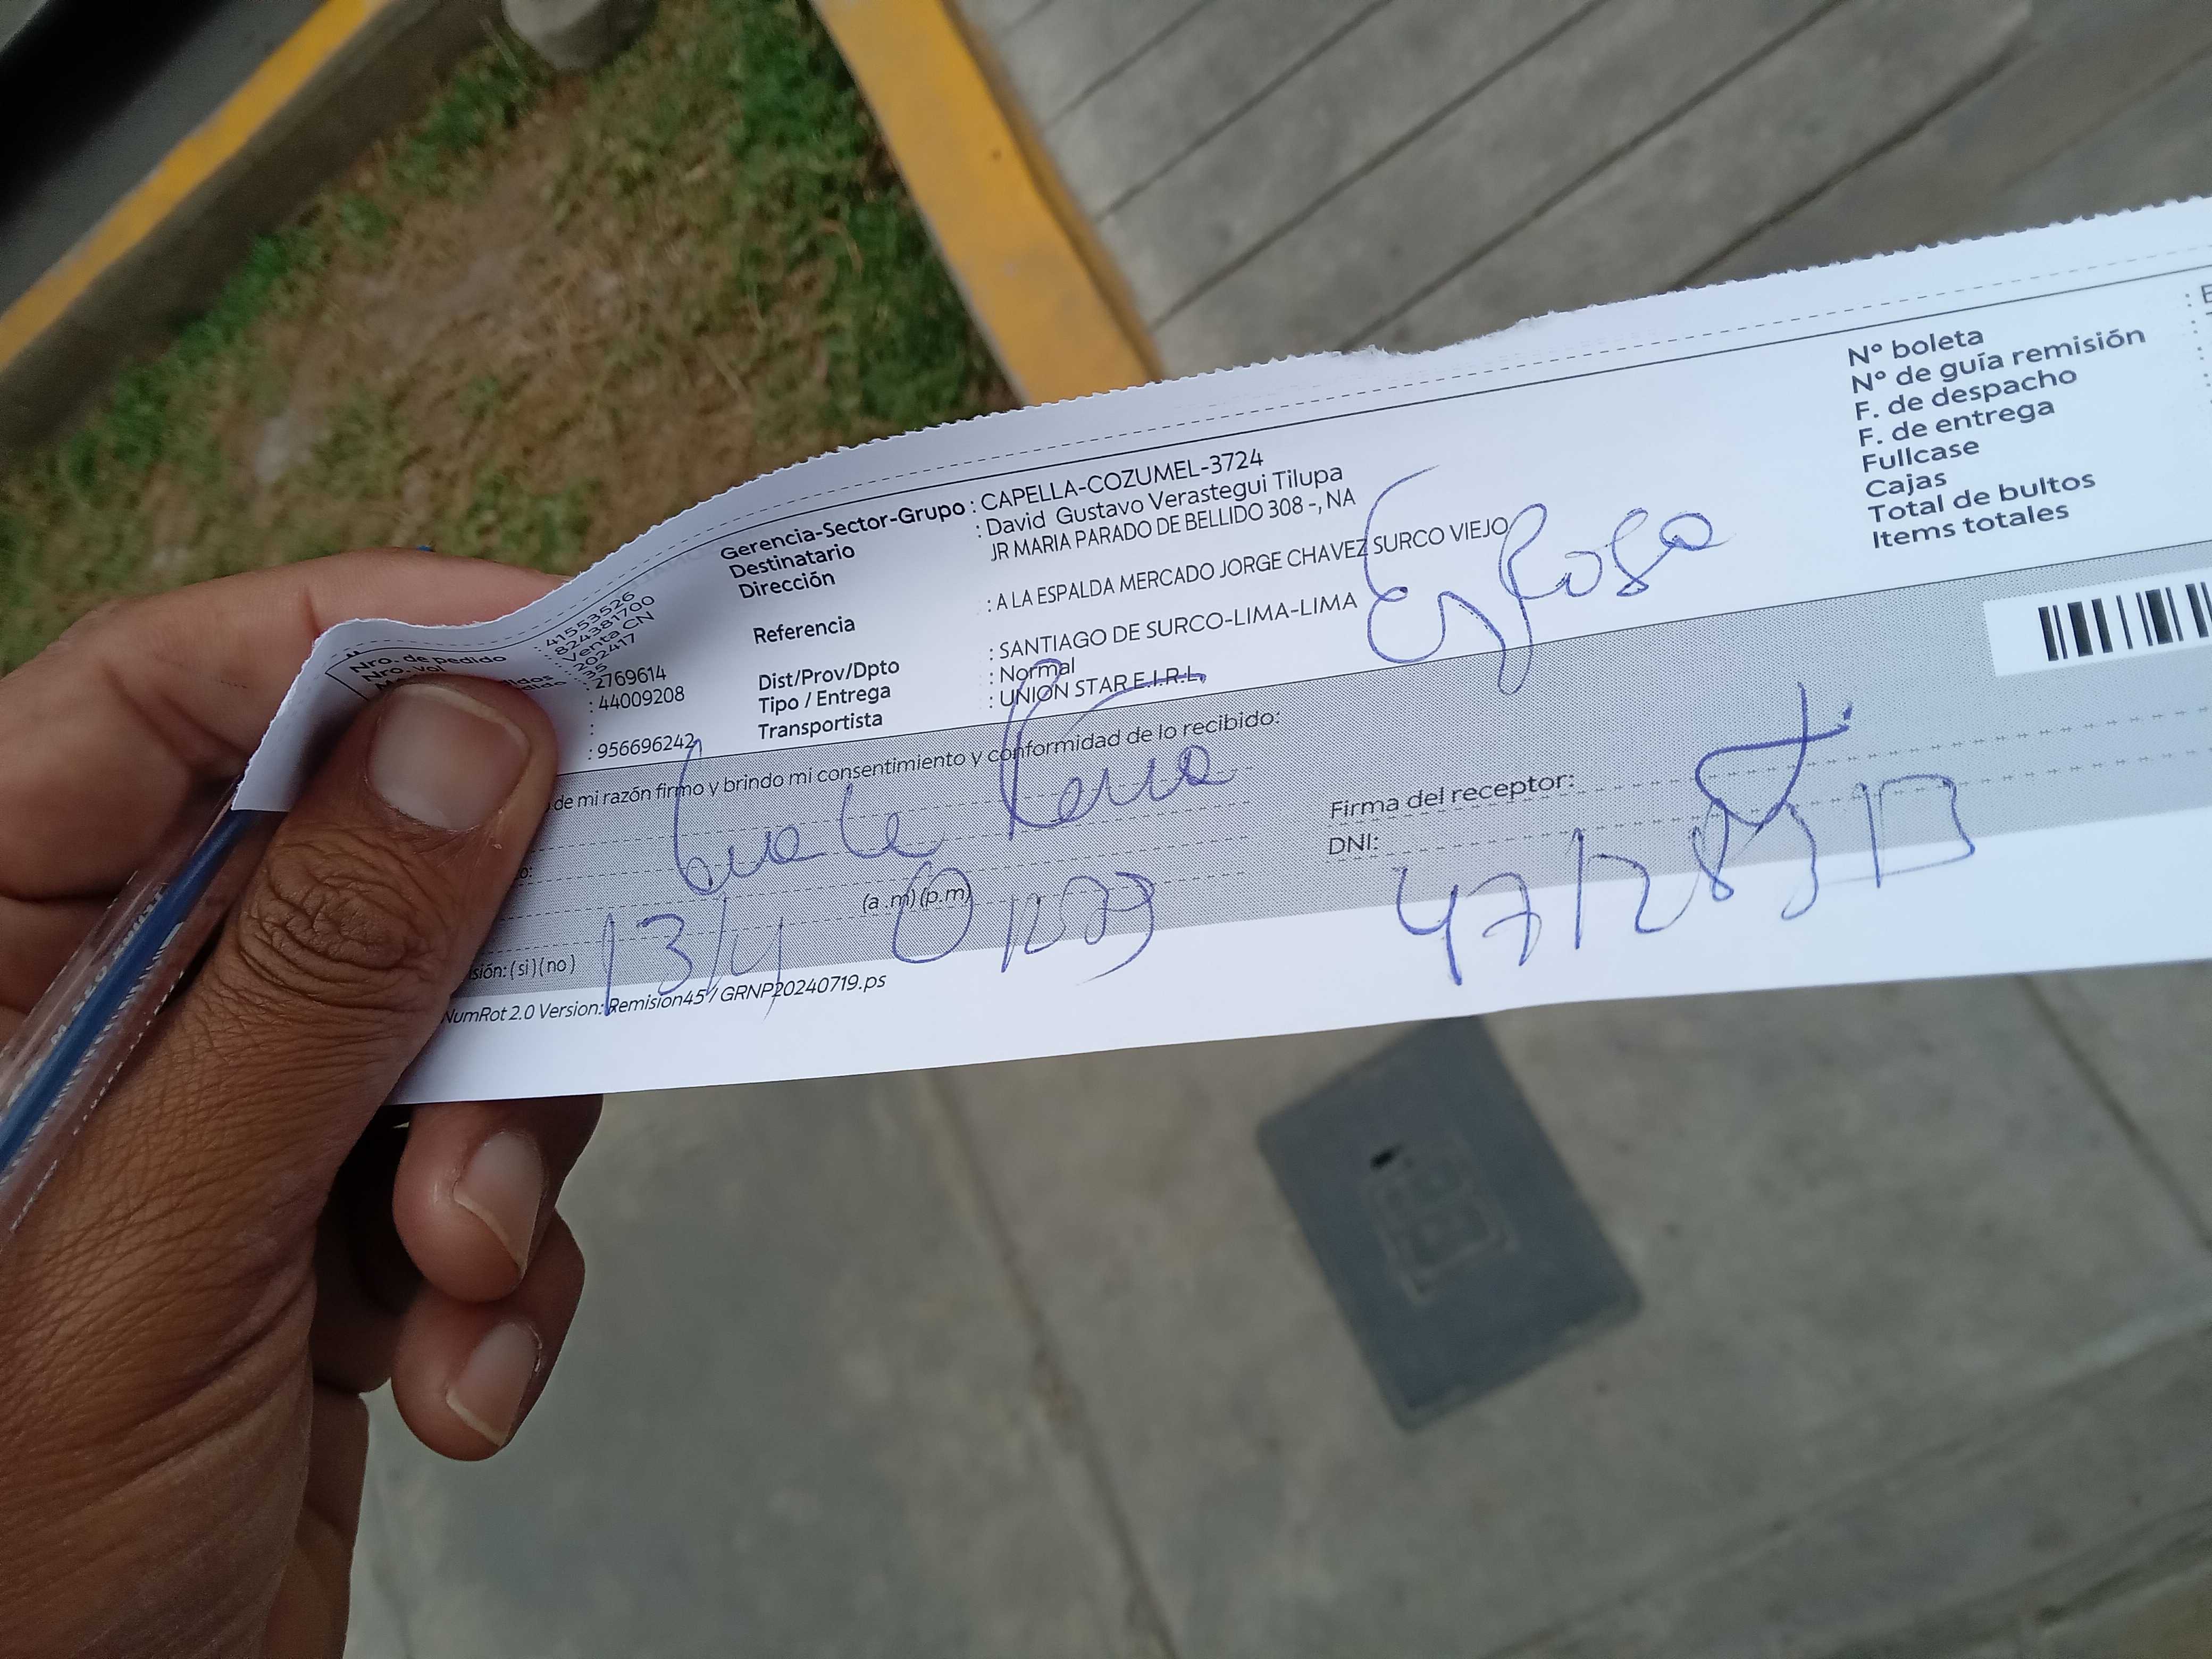 Nro. de pedido : 41553526
: 824381700
: Venta CN
: 202417
: 35
: 2769614
: 44009208
:
: 956696242
Gerencia-Sector-Grupo : CAPELLA-COZUMEL-3724
Destinatario : David Gustavo Verastegui Tilupa
Dirección JR MARIA PARADO DE BELLIDO 308 -, NA
Referencia : A LA ESPALDA MERCADO JORGE CHAVEZ SURCO VIEJO
Dist/Prov/Dpto : SANTIAGO DE SURCO-LIMA-LIMA
Tipo / Entrega : Normal
Transportista : UNION STAR E.I.R.L.
Esposa
N° boleta
N° de guía remisión
F. de despacho
F. de entrega
Fullcase
Cajas
Total de bultos
Items totales
de mi razón firmo y brindo mi consentimiento y conformidad de lo recibido:
Firma del receptor:
DNI:
(a .m) (p.m)
13/4
sión: (si) (no)
NumRot 2.0 Version: Remision45 / GRNP20240719.ps